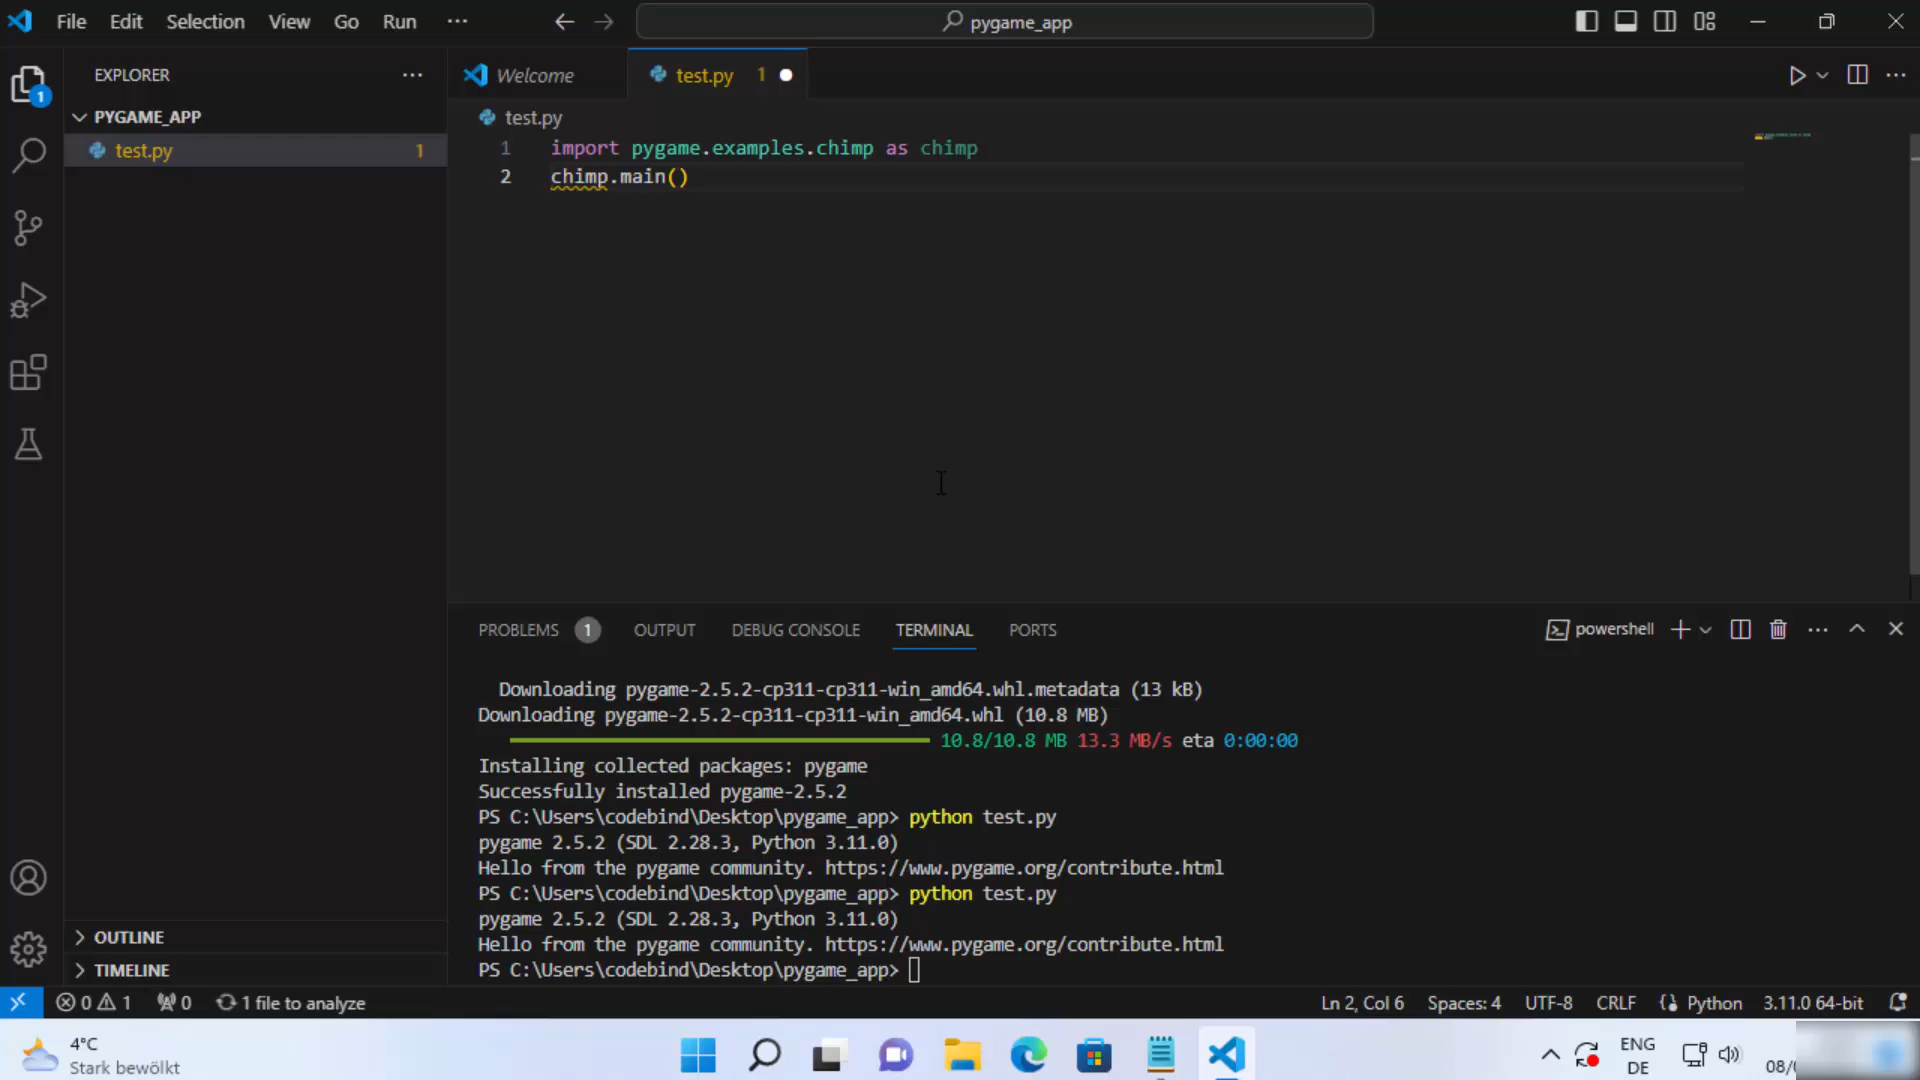 File Edit Selection View Go Run ···
pygame_app
EXPLORER
Welcome
test.py 1
PYGAME_APP
test.py 1
1
test.py
1 import pygame.examples.chimp as chimp
2 chimp.main()
PROBLEMS 1 OUTPUT DEBUG CONSOLE TERMINAL PORTS
powershell
Downloading pygame-2.5.2-cp311-cp311-win_amd64.whl.metadata (13 kB)
Downloading pygame-2.5.2-cp311-cp311-win_amd64.whl (10.8 MB)
10.8/10.8 MB 13.3 MB/s eta 0:00:00
Installing collected packages: pygame
Successfully installed pygame-2.5.2
PS C:\Users\codebind\Desktop\pygame_app> python test.py
pygame 2.5.2 (SDL 2.28.3, Python 3.11.0)
Hello from the pygame community. https://www.pygame.org/contribute.html
PS C:\Users\codebind\Desktop\pygame_app> python test.py
pygame 2.5.2 (SDL 2.28.3, Python 3.11.0)
Hello from the pygame community. https://www.pygame.org/contribute.html
PS C:\Users\codebind\Desktop\pygame_app>
OUTLINE
TIMELINE
0 1 0 1 file to analyze
Ln 2, Col 6 Spaces: 4 UTF-8 CRLF Python 3.11.0 64-bit
4°C
Stark bewölkt
ENG
DE
08/